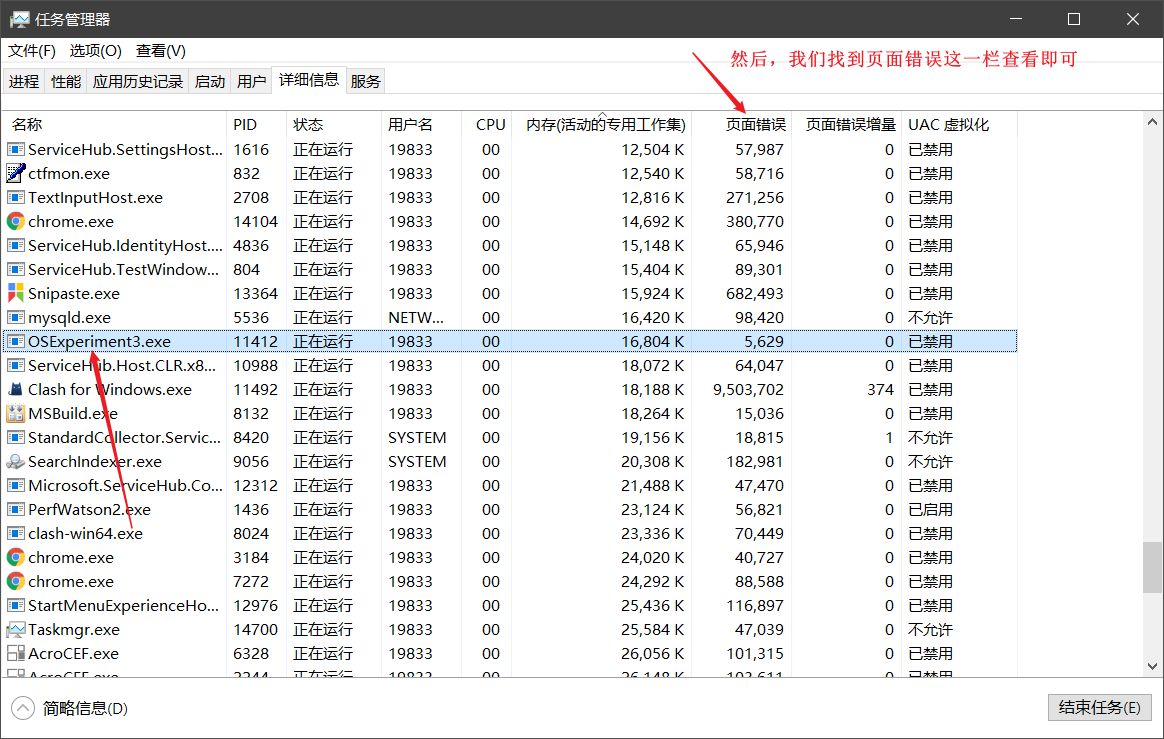 任务管理器
文件(F) 选项(O) 查看(V)
然后，我们找到页面错误这一栏查看即可
进程 性能 应用历史记录 启动 用户 详细信息 服务
名称 PID 状态 用户名 CPU 内存(活动的专用工作集) 页面错误 页面错误增量 UAC 虚拟化
ServiceHub.SettingsHost... 1616 正在运行 19833 00 12,504 K 57,987 0 已禁用
ctfmon.exe 832 正在运行 19833 00 12,540 K 58,716 0 已禁用
TextInputHost.exe 2708 正在运行 19833 00 12,816 K 271,256 0 已禁用
chrome.exe 14104 正在运行 19833 00 14,692 K 380,770 0 已禁用
ServiceHub.IdentityHost.... 4836 正在运行 19833 00 15,148 K 65,946 0 已禁用
ServiceHub.TestWindow... 804 正在运行 19833 00 15,404 K 89,301 0 已禁用
Snipaste.exe 13364 正在运行 19833 00 15,924 K 682,493 0 已禁用
mysqld.exe 5536 正在运行 NETW... 00 16,420 K 98,420 0 不允许
OSExperiment3.exe 11412 正在运行 19833 00 16,804 K 5,629 0 已禁用
ServiceHub.Host.CLR.x8... 10988 正在运行 19833 00 18,072 K 64,047 0 已禁用
Clash for Windows.exe 11492 正在运行 19833 00 18,188 K 9,503,702 374 已禁用
MSBuild.exe 8132 正在运行 19833 00 18,264 K 15,036 0 已禁用
StandardCollector.Servic... 8420 正在运行 SYSTEM 00 19,156 K 18,815 1 不允许
SearchIndexer.exe 9056 正在运行 SYSTEM 00 20,308 K 182,981 0 不允许
Microsoft.ServiceHub.Co... 12312 正在运行 19833 00 21,488 K 47,470 0 已禁用
PerfWatson2.exe 1436 正在运行 19833 00 23,124 K 56,821 0 已启用
clash-win64.exe 8024 正在运行 19833 00 23,336 K 70,449 0 已禁用
chrome.exe 3184 正在运行 19833 00 24,020 K 40,727 0 已禁用
chrome.exe 7272 正在运行 19833 00 24,292 K 88,588 0 已禁用
StartMenuExperienceHo... 12976 正在运行 19833 00 25,436 K 116,897 0 已禁用
Taskmgr.exe 14700 正在运行 19833 00 25,584 K 47,039 0 不允许
AcroCEF.exe 6328 正在运行 19833 00 26,056 K 101,315 0 已禁用
简略信息(D) 结束任务(E)